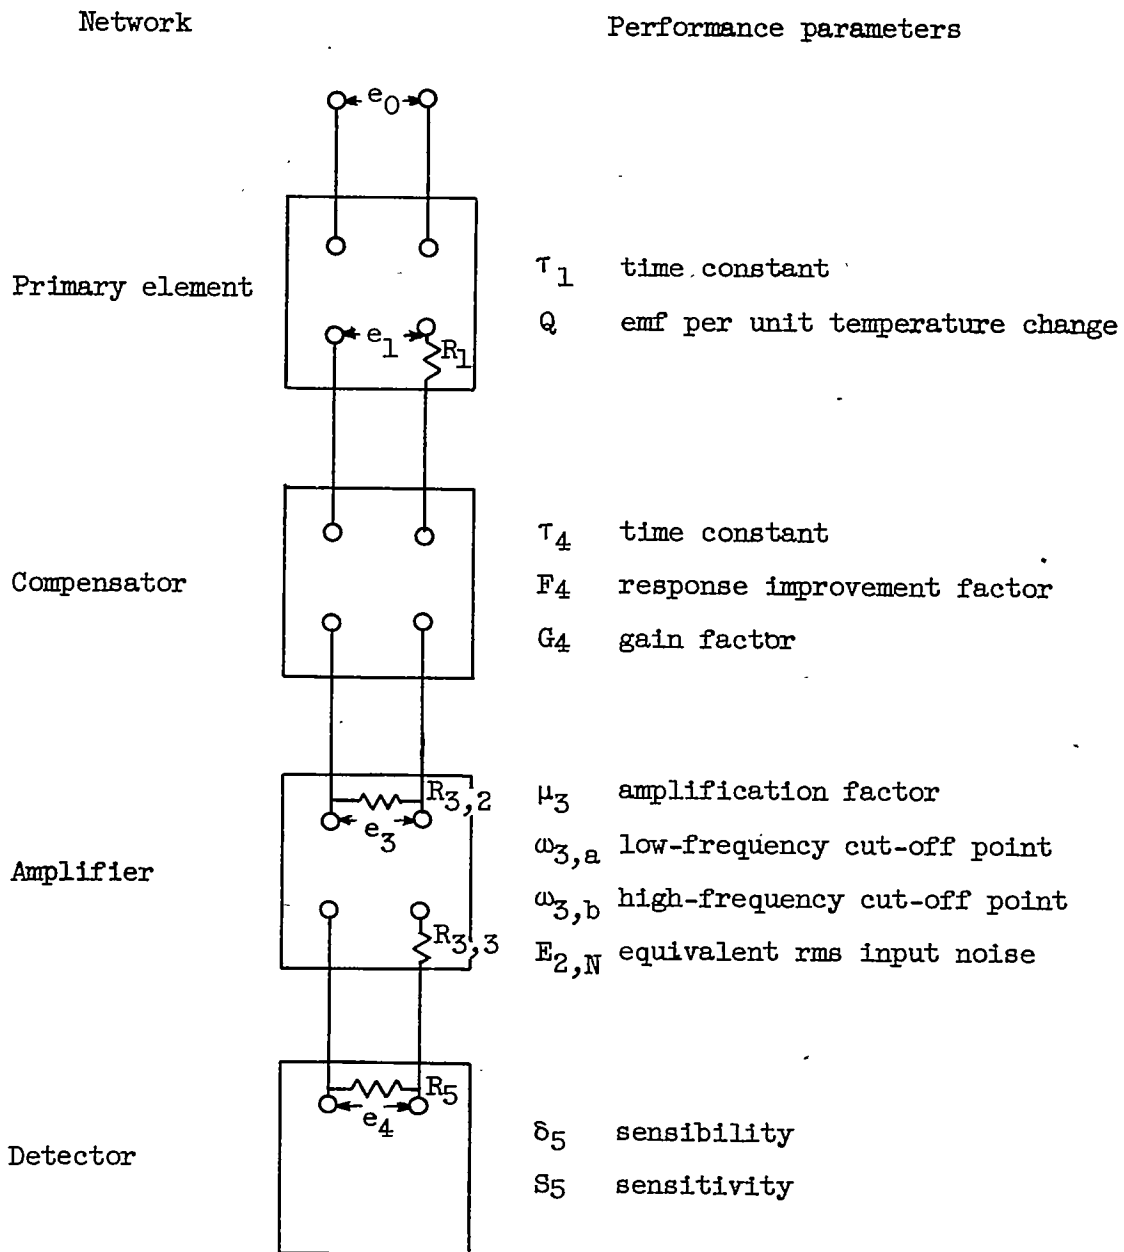 Network
Performance parameters
e0
Primary element
τ1 time constant
Q emf per unit temperature change
e1
R1
Compensator
τ4 time constant
F4 response improvement factor
G4 gain factor
R3,2
e3
Amplifier
μ3 amplification factor
ω3,a low-frequency cut-off point
ω3,b high-frequency cut-off point
E2,N equivalent rms input noise
R3,3
R5
e4
Detector
δ5 sensibility
S5 sensitivity